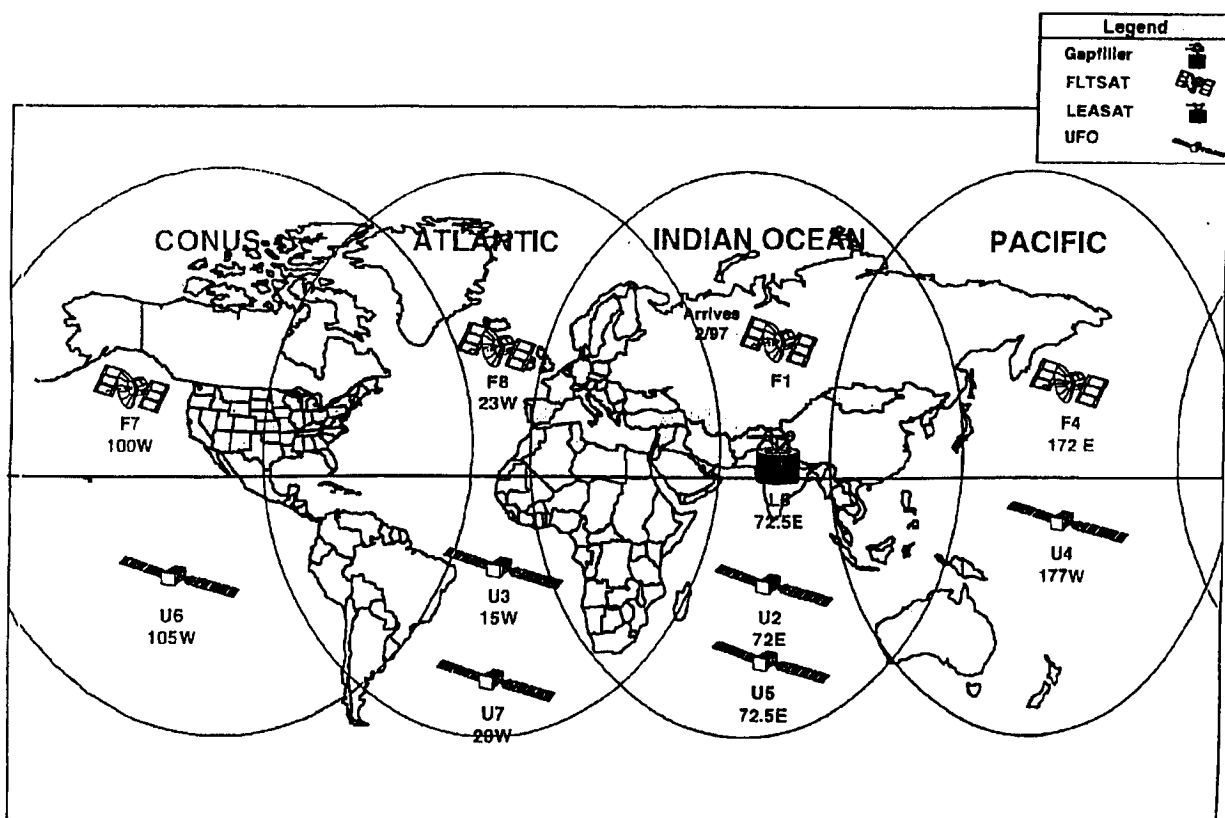 Legend
Gapfiller
FLTSAT
LEASAT
UFO
CONUS
ATLANTIC
INDIAN OCEAN
PACIFIC
Arrives
2/97
F7
100W
F8
23W
F1
F4
172 E
72.5E
U6
105W
U3
15W
U2
72E
U4
177W
U7
U5
72.5E